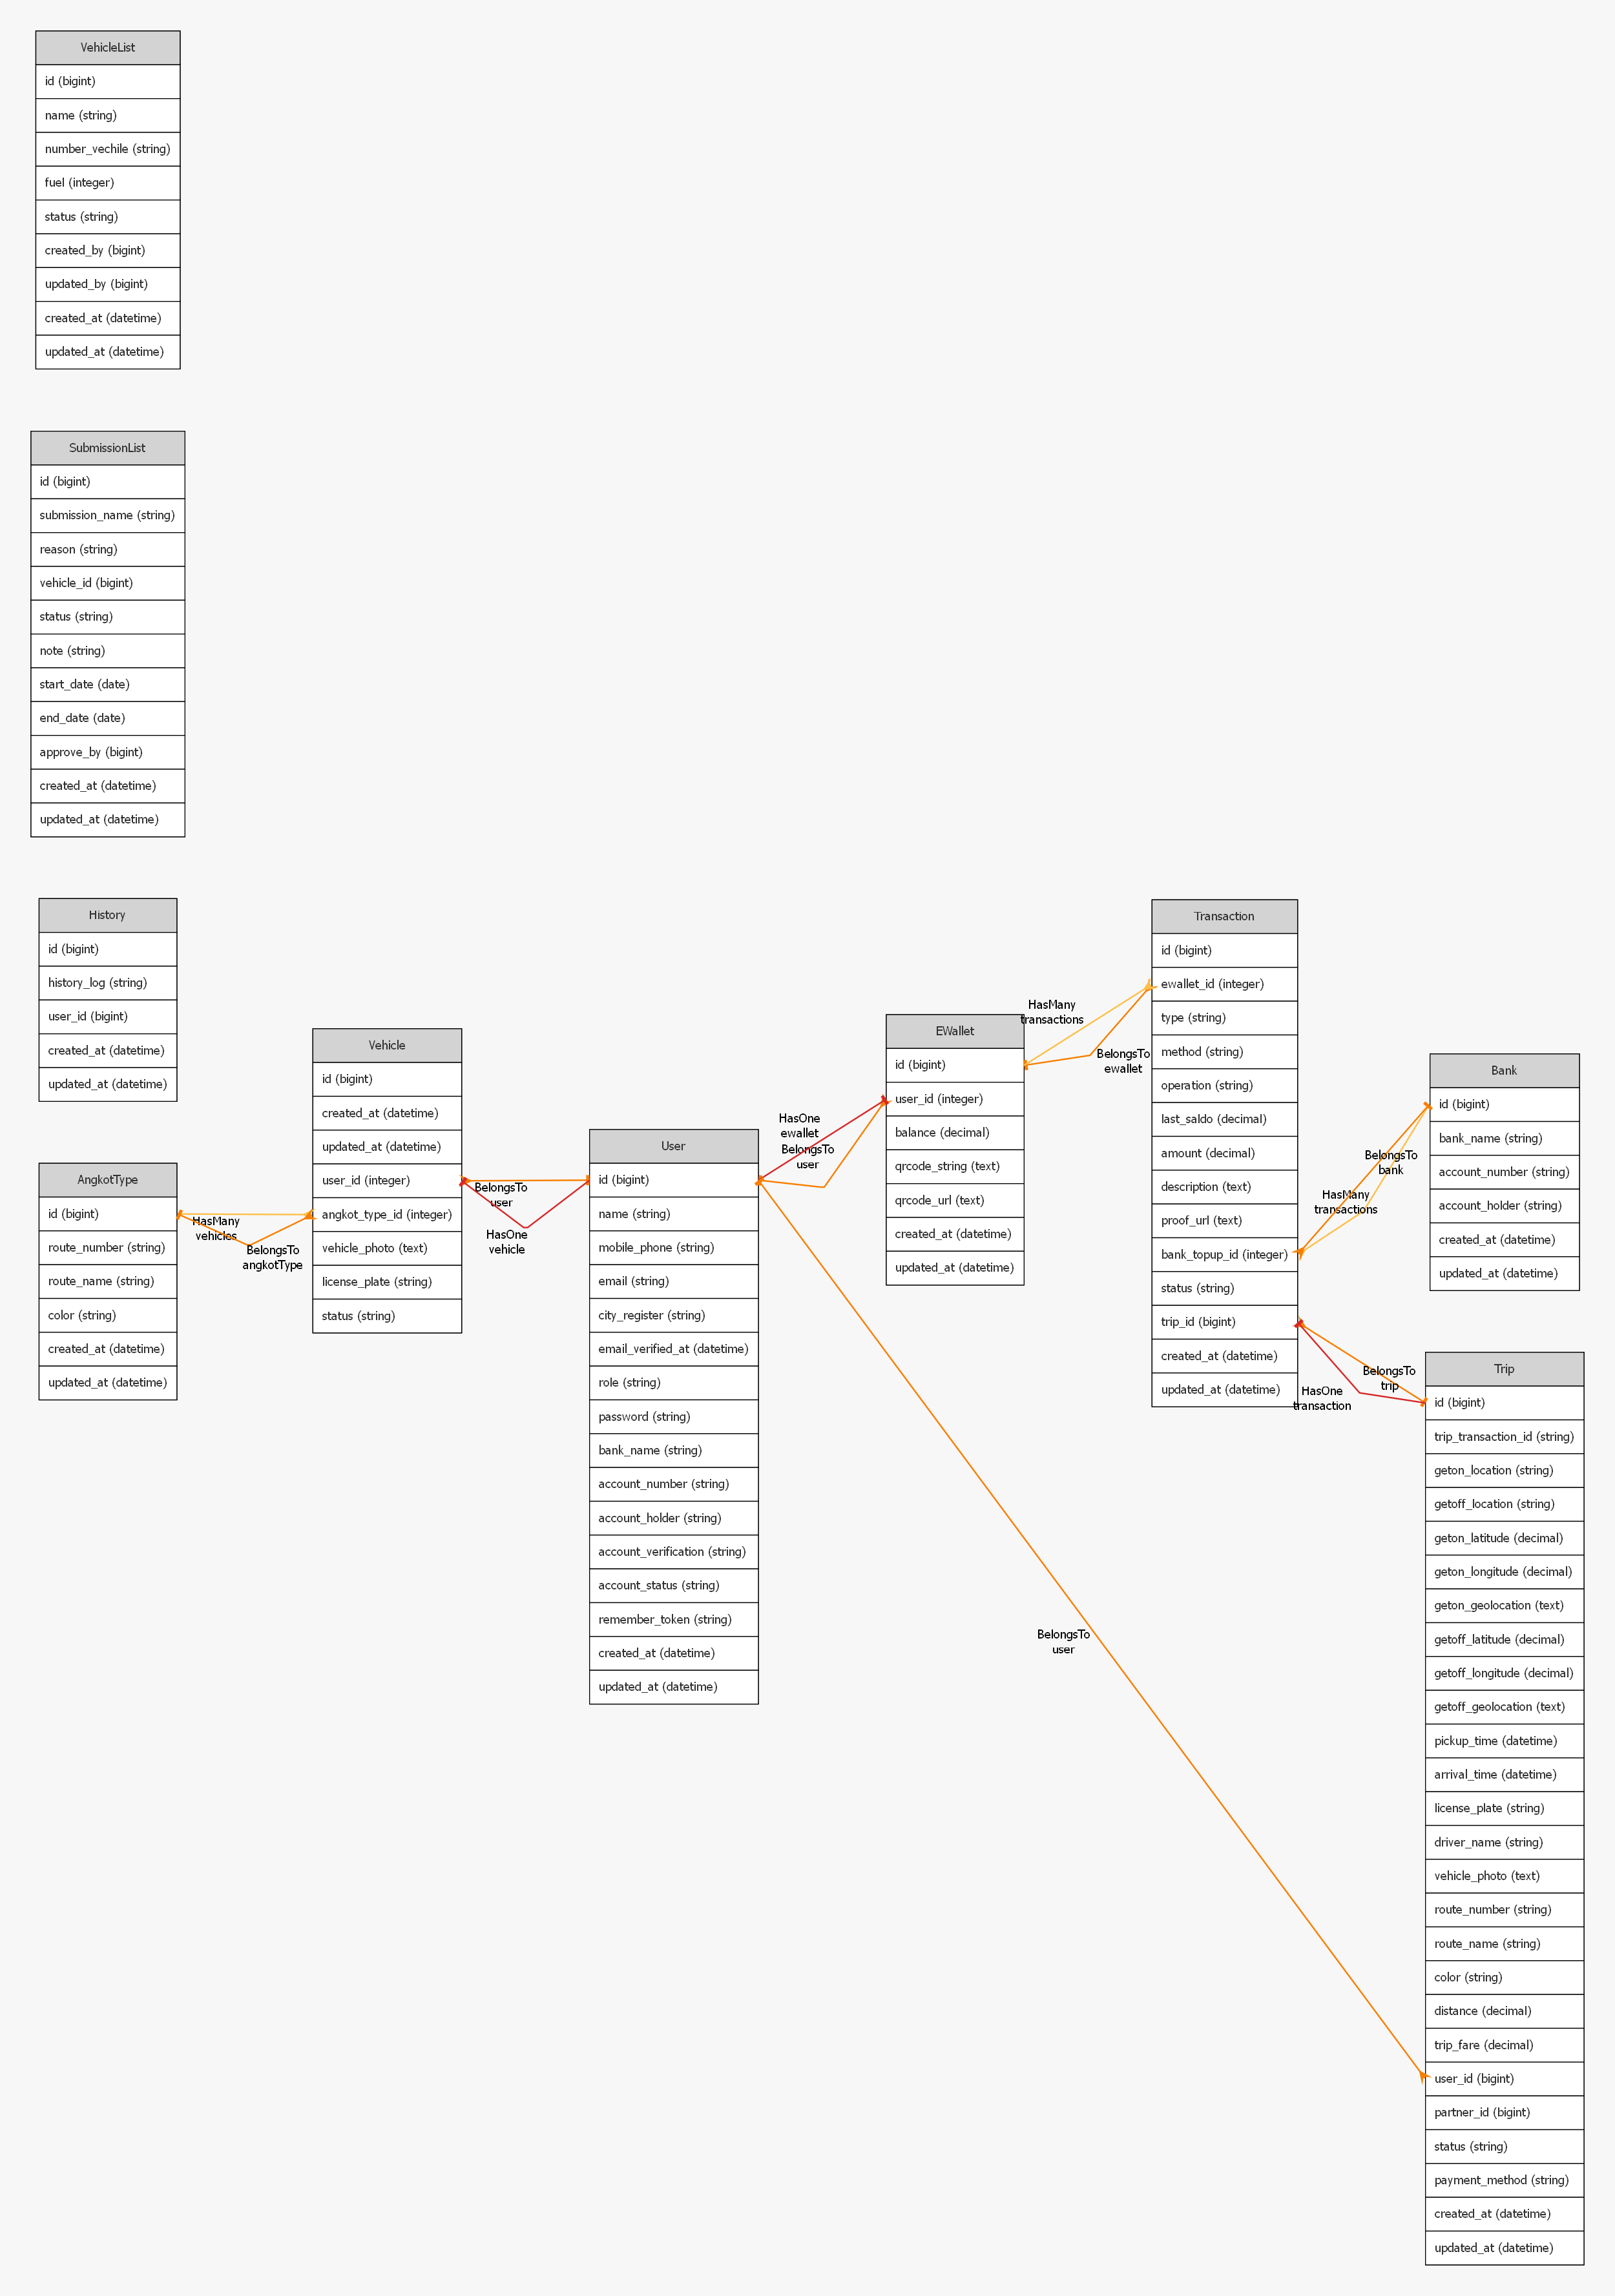 VehicleList
id (bigint)
name (string)
number_vechile (string)
fuel (integer)
status (string)
created_by (bigint)
updated_by (bigint)
created_at (datetime)
updated_at (datetime)
SubmissionList
id (bigint)
submission_name (string)
reason (string)
vehicle_id (bigint)
status (string)
note (string)
start_date (date)
end_date (date)
approve_by (bigint)
created_at (datetime)
updated_at (datetime)
History
id (bigint)
history_log (string)
user_id (bigint)
created_at (datetime)
updated_at (datetime)
AngkotType
id (bigint)
route_number (string)
route_name (string)
color (string)
created_at (datetime)
updated_at (datetime)
HasMany
vehicles
BelongsTo
angkotType
Vehicle
id (bigint)
created_at (datetime)
updated_at (datetime)
user_id (integer)
angkot_type_id (integer)
vehicle_photo (text)
license_plate (string)
status (string)
BelongsTo
user
HasOne
vehicle
User
id (bigint)
name (string)
mobile_phone (string)
email (string)
city_register (string)
email_verified_at (datetime)
role (string)
password (string)
bank_name (string)
account_number (string)
account_holder (string)
account_verification (string)
account_status (string)
remember_token (string)
created_at (datetime)
updated_at (datetime)
HasOne
ewallet
BelongsTo
user
EWallet
id (bigint)
user_id (integer)
balance (decimal)
qrcode_string (text)
qrcode_url (text)
created_at (datetime)
updated_at (datetime)
HasMany
transactions
BelongsTo
ewallet
BelongsTo
user
Transaction
id (bigint)
ewallet_id (integer)
type (string)
method (string)
operation (string)
last_saldo (decimal)
amount (decimal)
description (text)
proof_url (text)
bank_topup_id (integer)
status (string)
trip_id (bigint)
created_at (datetime)
updated_at (datetime)
BelongsTo
bank
HasMany
transactions
BelongsTo
trip
HasOne
transaction
Bank
id (bigint)
bank_name (string)
account_number (string)
account_holder (string)
created_at (datetime)
updated_at (datetime)
Trip
id (bigint)
trip_transaction_id (string)
geton_location (string)
getoff_location (string)
geton_latitude (decimal)
geton_longitude (decimal)
geton_geolocation (text)
getoff_latitude (decimal)
getoff_longitude (decimal)
getoff_geolocation (text)
pickup_time (datetime)
arrival_time (datetime)
license_plate (string)
driver_name (string)
vehicle_photo (text)
route_number (string)
route_name (string)
color (string)
distance (decimal)
trip_fare (decimal)
user_id (bigint)
partner_id (bigint)
status (string)
payment_method (string)
created_at (datetime)
updated_at (datetime)